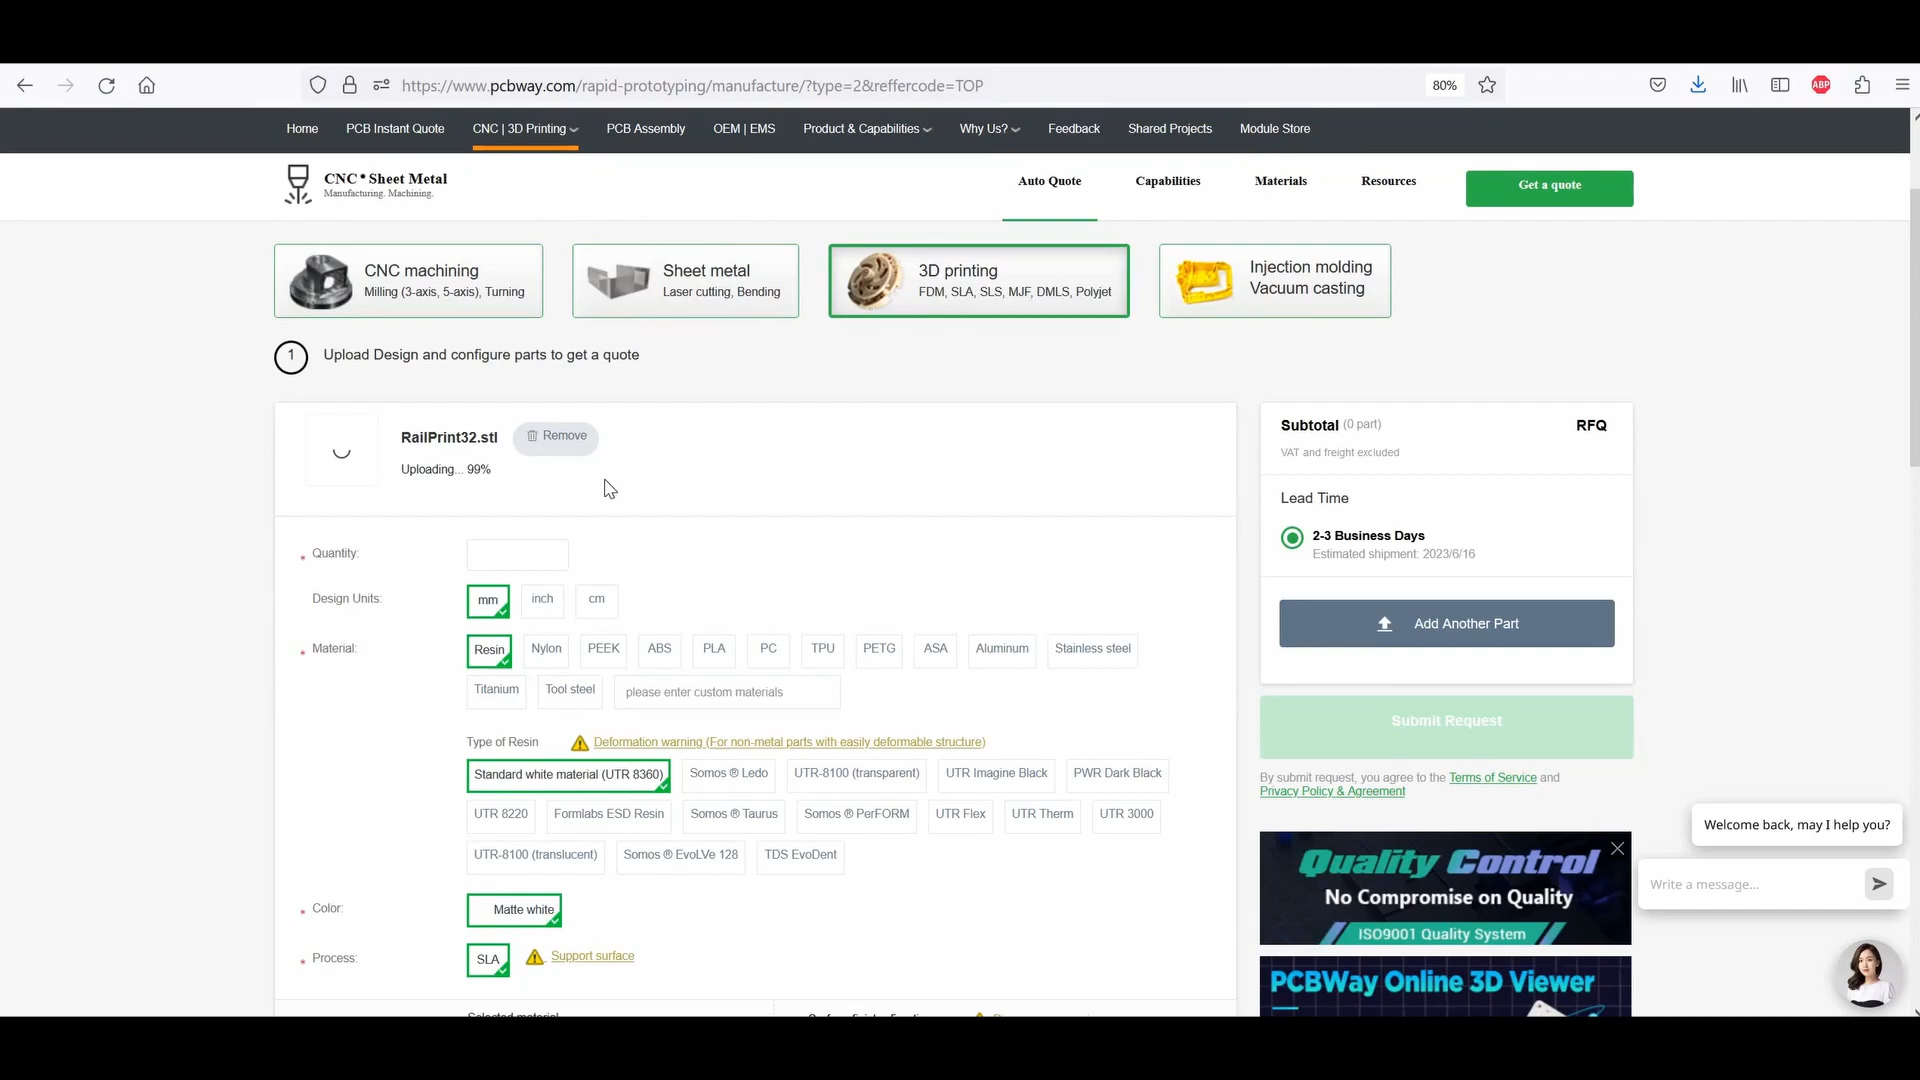 https://www.pcbway.com/rapid-prototyping/manufacture/?type=2&reffercode=TOP
80%
ABP
Home PCB Instant Quote CNC | 3D Printing PCB Assembly OEM | EMS Product & Capabilities Why Us? Feedback Shared Projects Module Store
CNC*Sheet Metal
Manufacturing. Machining.
Auto Quote Capabilities Materials Resources Get a quote
CNC machining
Milling (3-axis, 5-axis), Turning
Sheet metal
Laser cutting, Bending
3D printing
FDM, SLA, SLS, MJF, DMLS, Polyjet
Injection molding
Vacuum casting
1 Upload Design and configure parts to get a quote
RailPrint32.stl Remove
Uploading... 99%
* Quantity:
Design Units: mm inch cm
* Material: Resin Nylon PEEK ABS PLA PC TPU PETG ASA Aluminum Stainless steel
Titanium Tool steel please enter custom materials
Type of Resin Deformation warning (For non-metal parts with easily deformable structure)
Standard white material (UTR 8360) Somos ® Ledo UTR-8100 (transparent) UTR Imagine Black PWR Dark Black
UTR 8220 Formlabs ESD Resin Somos ® Taurus Somos ® PerFORM UTR Flex UTR Therm UTR 3000
UTR-8100 (translucent) Somos ® EvoLVe 128 TDS EvoDent
* Color: Matte white
* Process: SLA Support surface
Selected material
Subtotal (0 part) RFQ
VAT and freight excluded
Lead Time
2-3 Business Days
Estimated shipment: 2023/6/16
Add Another Part
Submit Request
By submit request, you agree to the Terms of Service and
Privacy Policy & Agreement
Quality Control
No Compromise on Quality
ISO9001 Quality System
PCBWay Online 3D Viewer
Welcome back, may I help you?
Write a message...